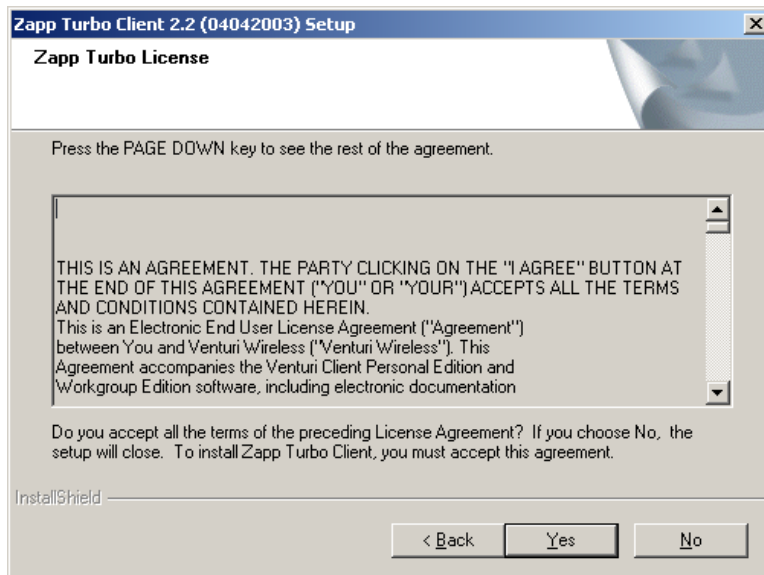 Zapp Turbo Client 2.2 (04042003) Setup
Zapp Turbo License
Press the PAGE DOWN key to see the rest of the agreement.
THIS IS AN AGREEMENT. THE PARTY CLICKING ON THE "I AGREE" BUTTON AT
THE END OF THIS AGREEMENT ("YOU" OR "YOUR") ACCEPTS ALL THE TERMS
AND CONDITIONS CONTAINED HEREIN.
This is an Electronic End User License Agreement ("Agreement")
between You and Venturi Wireless ("Venturi Wireless"). This
Agreement accompanies the Venturi Client Personal Edition and
Workgroup Edition software, including electronic documentation
Do you accept all the terms of the preceding License Agreement? If you choose No, the
setup will close. To install Zapp Turbo Client, you must accept this agreement.
InstallShield
< Back Yes No